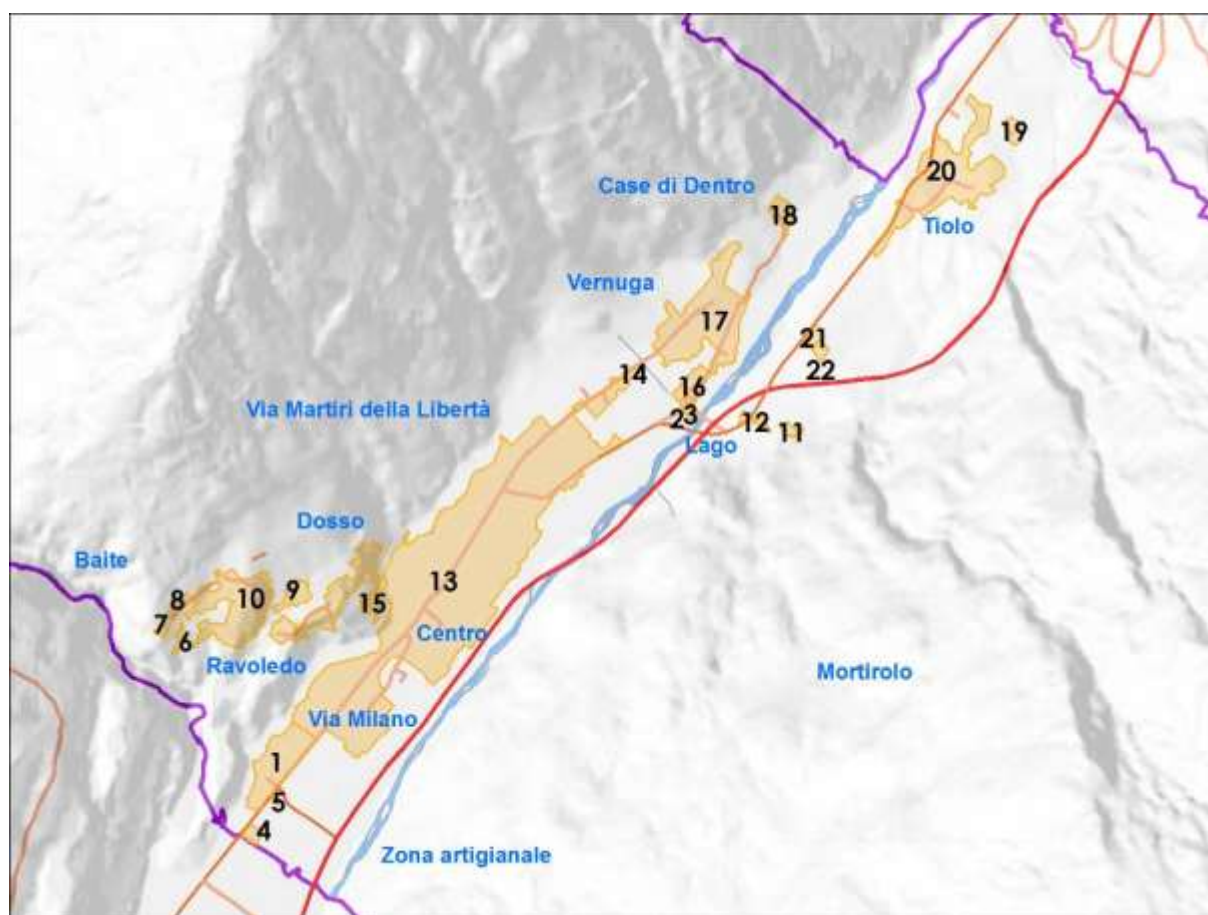 19
20
Case di Dentro
18
Tiolo
Vernuga
17
21
14
22
16
Via Martiri della Libertà
23
12
11
Lago
Dosso
Baite
13
8
10
9
15
7
6
Centro
Ravoledo
Mortirolo
Via Milano
1
5
4
Zona artigianale